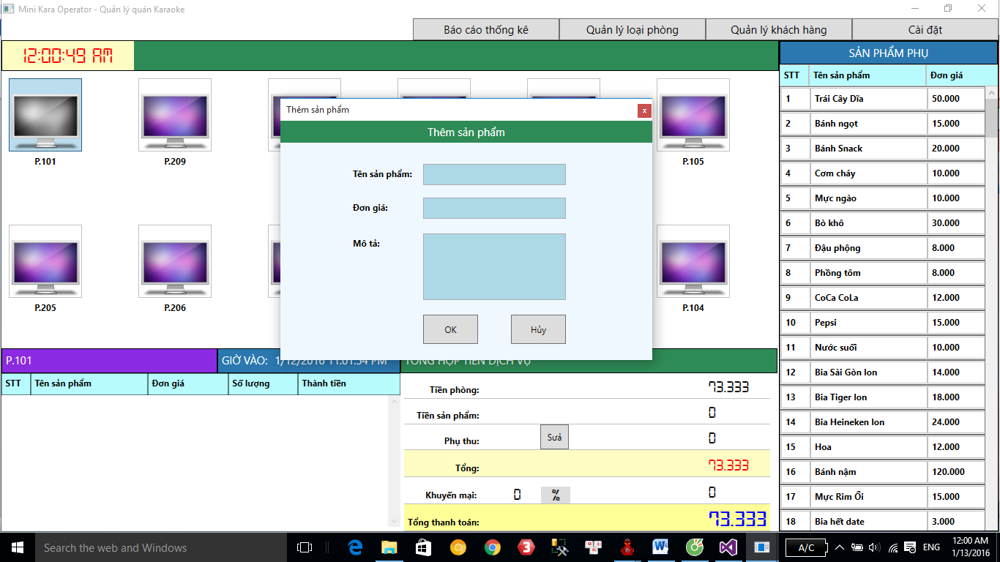 Mini Kara Operator - Quản lý quán Karaoke
Báo cáo thống kê
Quản lý loại phòng
Quản lý khách hàng
Cài đặt
12:00:49 AM
P.101
P.209
P.105
P.205
P.206
P.104
Thêm sản phẩm
x
Thêm sản phẩm
Tên sản phẩm:
Đơn giá:
Mô tả:
OK
Hủy
P.101
GIỜ VÀO: 1/12/2016 11:01:34 PM
TỔNG HỢP TIỀN DỊCH VỤ
STT Tên sản phẩm Đơn giá Số lượng Thành tiền
Tiền phòng: 73.333
Tiền sản phẩm: 0
Phụ thu: Suả 0
Tổng: 73.333
Khuyến mại: 0 % 0
Tổng thanh toán: 73.333
SẢN PHẨM PHỤ
STT Tên sản phẩm Đơn giá
1 Trái Cây Dĩa 50.000
2 Bánh ngọt 15.000
3 Bánh Snack 20.000
4 Cơm cháy 10.000
5 Mực ngào 10.000
6 Bò khô 30.000
7 Đậu phộng 8.000
8 Phồng tôm 8.000
9 CoCa CoLa 12.000
10 Pepsi 15.000
11 Nước suối 10.000
12 Bia Sài Gòn lon 14.000
13 Bia Tiger lon 18.000
14 Bia Heineken lon 24.000
15 Hoa 12.000
16 Bánh nậm 120.000
17 Mực Rim Ổi 15.000
18 Bia hết date 3.000
Search the web and Windows
A/C
ENG
12:00 AM
1/13/2016